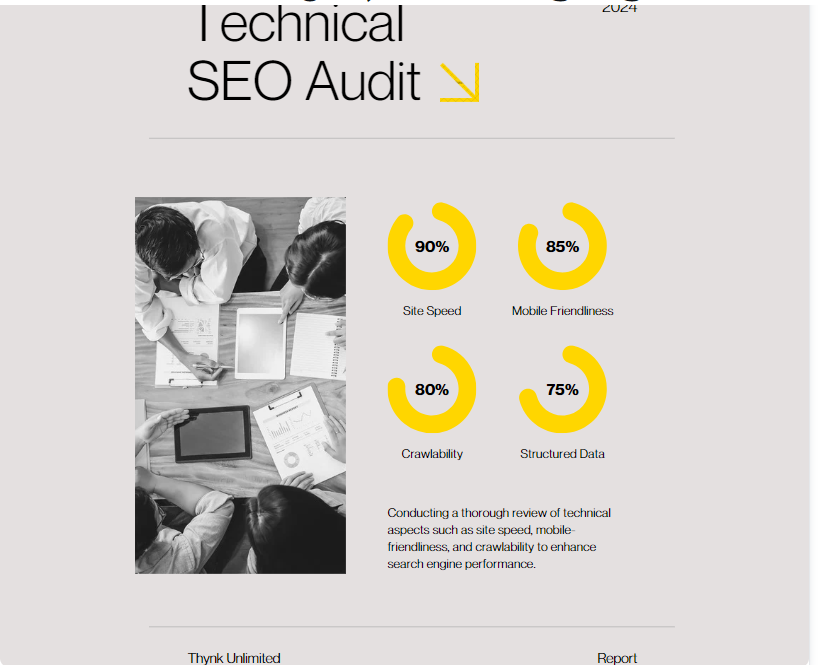 2024
Technical
SEO Audit
90%
85%
Site Speed
Mobile Friendliness
80%
75%
Crawlability
Structured Data
Conducting a thorough review of technical
aspects such as site speed, mobile-
friendliness, and crawlability to enhance
search engine performance.
Thynk Unlimited
Report